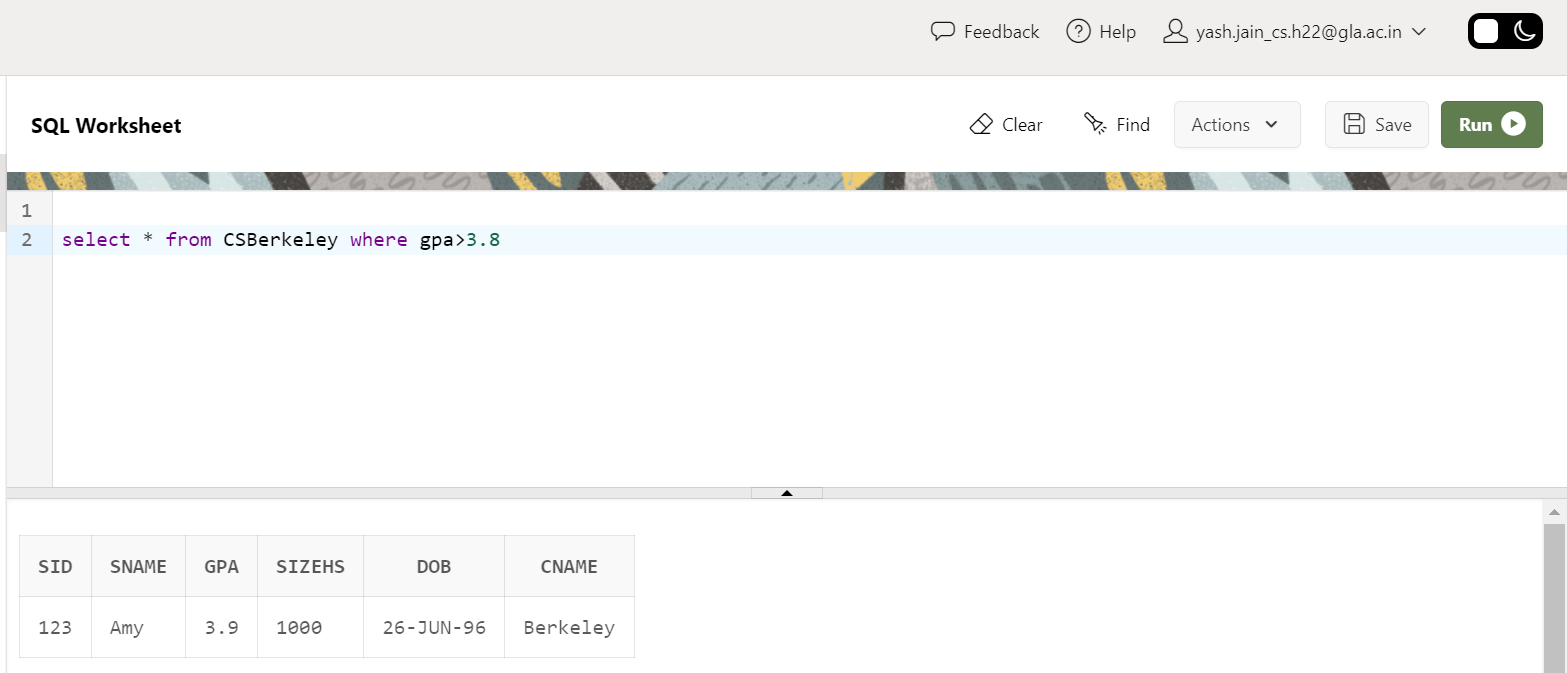 Feedback Help yash.jain_cs.h22@gla.ac.in
SQL Worksheet Clear Find Actions Save Run
1
2 select * from CSBerkeley where gpa>3.8
SID SNAME GPA SIZEHS DOB CNAME
123 Amy 3.9 1000 26-JUN-96 Berkeley